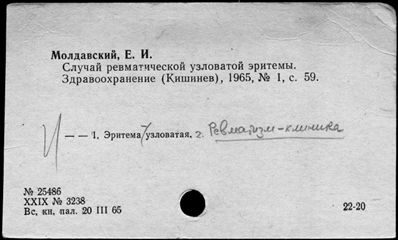 Молдавский, Е. И.
Случай ревматической узловатой эритемы.
Здравоохранение (Кишинев), 1965, № 1, с. 59.
И — — 1. Эритема/узловатая. 2. Ревматизм-клиника
№ 25486
XXIX № 3238
Вс. кн. пал. 20 III 65
22-20